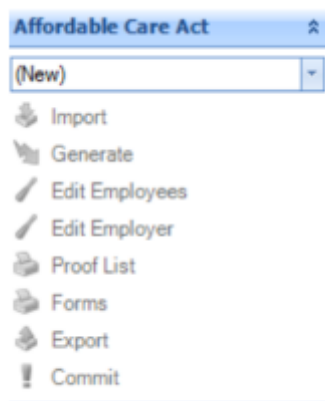 Affordable Care Act
(New)
Import
Generate
Edit Employees
Edit Employer
Proof List
Forms
Export
Commit